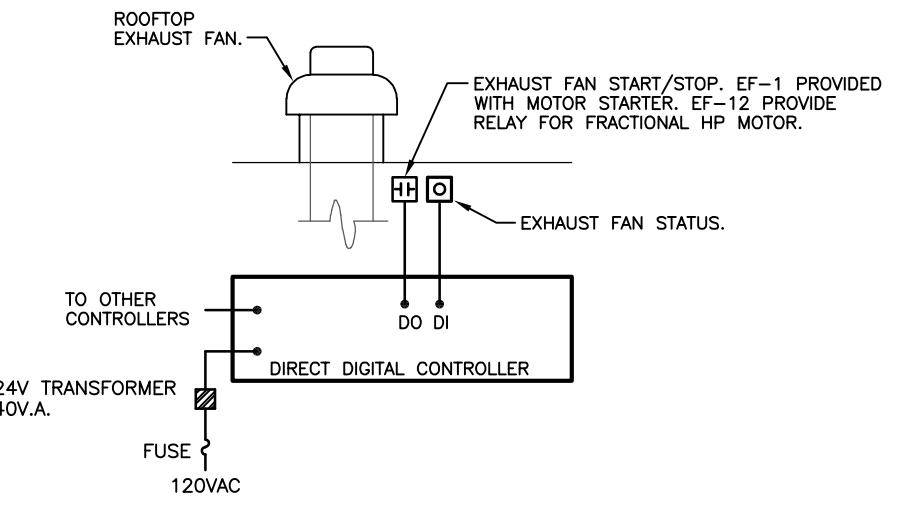 ROOFTOP
EXHAUST FAN.
EXHAUST FAN START/STOP. EF-1 PROVIDED
WITH MOTOR STARTER. EF-12 PROVIDE
RELAY FOR FRACTIONAL HP MOTOR.
EXHAUST FAN STATUS.
TO OTHER
CONTROLLERS
DO DI
DIRECT DIGITAL CONTROLLER
24V TRANSFORMER
40V.A.
FUSE
120VAC